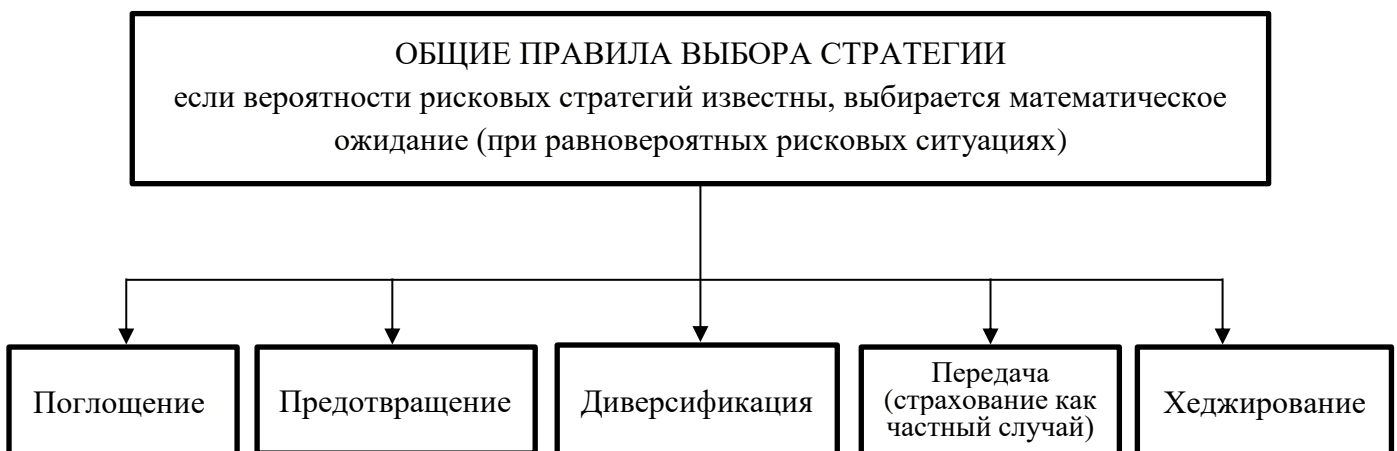 ОБЩИЕ ПРАВИЛА ВЫБОРА СТРАТЕГИИ
если вероятности рисковых стратегий известны, выбирается математическое
ожидание (при равновероятных рисковых ситуациях)
Поглощение
Предотвращение
Диверсификация
Передача
(страхование как
частный случай)
Хеджирование